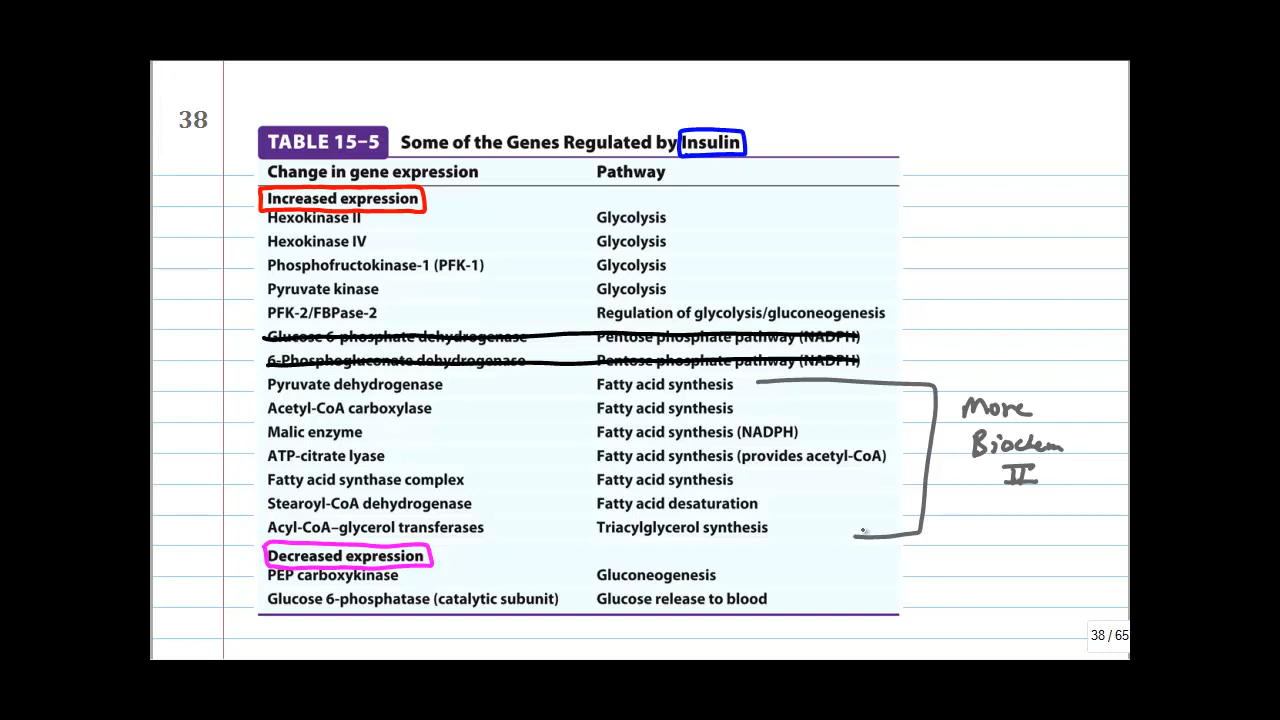 38
TABLE 15–5 Some of the Genes Regulated by Insulin
Change in gene expression Pathway
Increased expression
Hexokinase II Glycolysis
Hexokinase IV Glycolysis
Phosphofructokinase-1 (PFK-1) Glycolysis
Pyruvate kinase Glycolysis
PFK-2/FBPase-2 Regulation of glycolysis/gluconeogenesis
Glucose 6-phosphate dehydrogenase Pentose phosphate pathway (NADPH)
6-Phosphogluconate dehydrogenase Pentose phosphate pathway (NADPH)
Pyruvate dehydrogenase Fatty acid synthesis
Acetyl-CoA carboxylase Fatty acid synthesis
Malic enzyme Fatty acid synthesis (NADPH)
ATP-citrate lyase Fatty acid synthesis (provides acetyl-CoA)
Fatty acid synthase complex Fatty acid synthesis
Stearoyl-CoA dehydrogenase Fatty acid desaturation
Acyl-CoA–glycerol transferases Triacylglycerol synthesis
Decreased expression
PEP carboxykinase Gluconeogenesis
Glucose 6-phosphatase (catalytic subunit) Glucose release to blood
More
Biochem
II
38 / 65